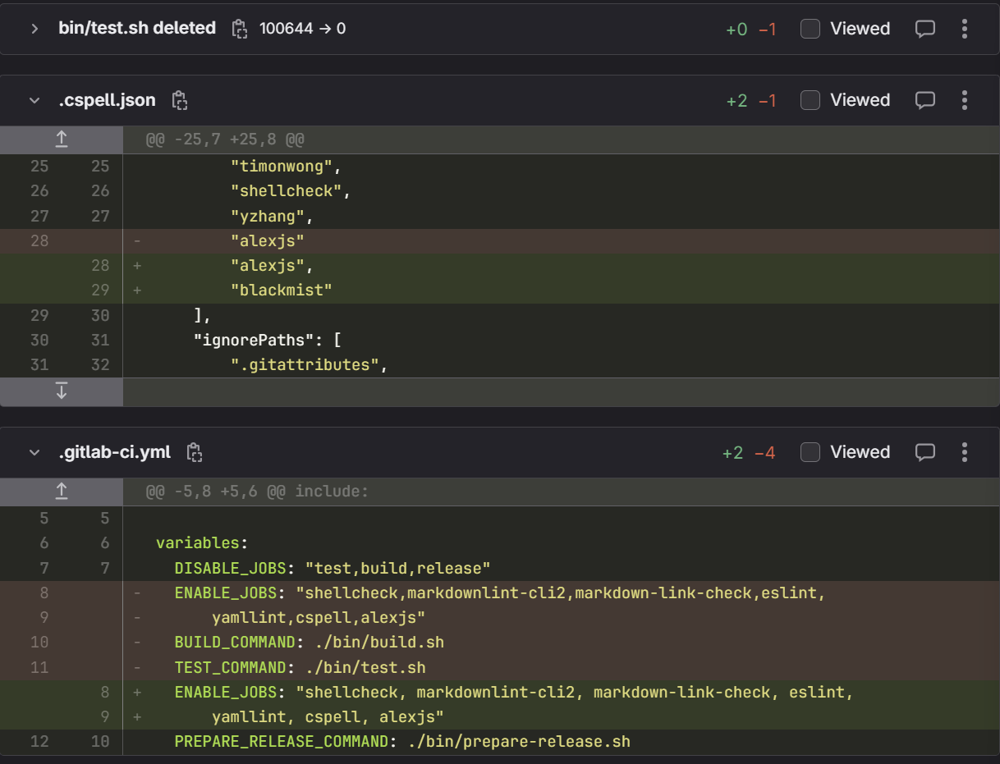 bin/test.sh deleted 100644 → 0 +0 −1 Viewed
.cspell.json +2 −1 Viewed
@@ -25,7 +25,8 @@
25 25 "timonwong",
26 26 "shellcheck",
27 27 "yzhang",
28 - "alexjs"
28 + "alexjs",
29 + "blackmist"
29 30 ],
30 31 "ignorePaths": [
31 32 ".gitattributes",
.gitlab-ci.yml +2 −4 Viewed
@@ -5,8 +5,6 @@ include:
5 5
6 6 variables:
7 7 DISABLE_JOBS: "test,build,release"
8 - ENABLE_JOBS: "shellcheck,markdownlint-cli2,markdown-link-check,eslint,
9 - yamllint,cspell,alexjs"
10 - BUILD_COMMAND: ./bin/build.sh
11 - TEST_COMMAND: ./bin/test.sh
8 + ENABLE_JOBS: "shellcheck, markdownlint-cli2, markdown-link-check, eslint,
9 + yamllint, cspell, alexjs"
12 10 PREPARE_RELEASE_COMMAND: ./bin/prepare-release.sh